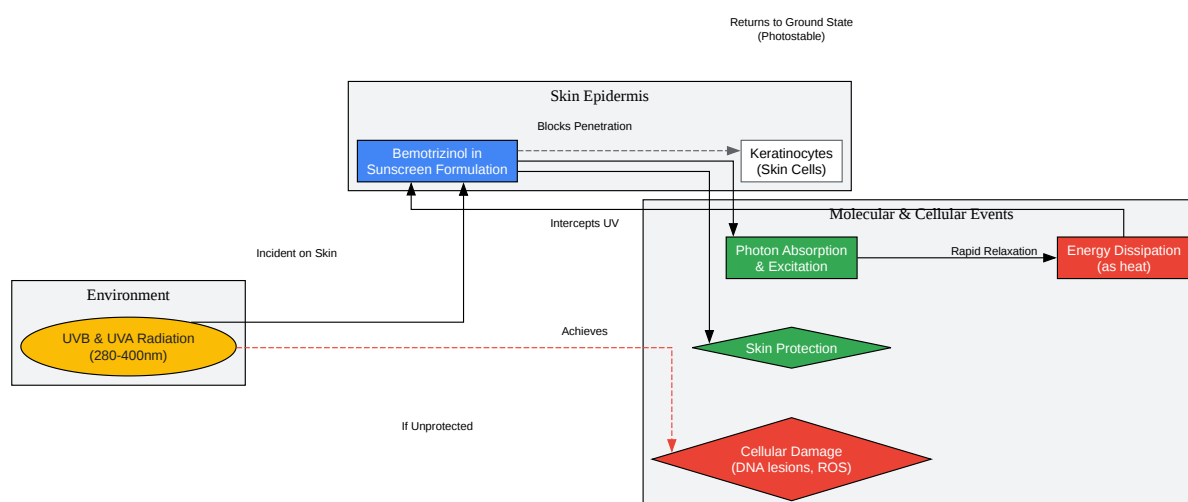 Returns to Ground State
(Photostable)
Skin Epidermis
Blocks Penetration
Bemotrizinol in
Sunscreen Formulation
Keratinocytes
(Skin Cells)
Molecular & Cellular Events
Intercepts UV
Incident on Skin
Photon Absorption
& Excitation
Rapid Relaxation
Energy Dissipation
(as heat)
Environment
UVB & UVA Radiation
(280-400nm)
Achieves
Skin Protection
If Unprotected
Cellular Damage
(DNA lesions, ROS)